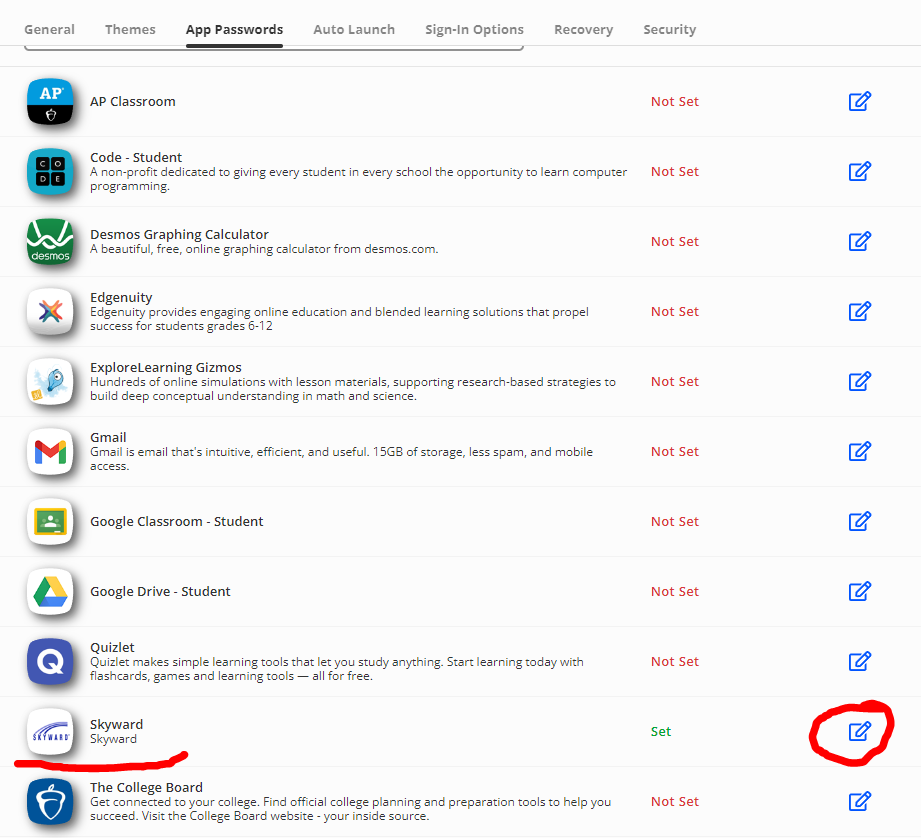 General Themes App Passwords Auto Launch Sign-In Options Recovery Security
AP
AP Classroom
Not Set
C O
D E
Code - Student
A non-profit dedicated to giving every student in every school the opportunity to learn computer
programming.
Not Set
desmos
Desmos Graphing Calculator
A beautiful, free, online graphing calculator from desmos.com.
Not Set
Edgenuity
Edgenuity provides engaging online education and blended learning solutions that propel
success for students grades 6-12
Not Set
ExploreLearning Gizmos
Hundreds of online simulations with lesson materials, supporting research-based strategies to
build deep conceptual understanding in math and science.
Not Set
Gmail
Gmail is email that's intuitive, efficient, and useful. 15GB of storage, less spam, and mobile
access.
Not Set
Google Classroom - Student
Not Set
Google Drive - Student
Not Set
Q
Quizlet
Quizlet makes simple learning tools that let you study anything. Start learning today with
flashcards, games and learning tools — all for free.
Not Set
SKYWARD
Skyward
Skyward
Set
The College Board
Get connected to your college. Find official college planning and preparation tools to help you
succeed. Visit the College Board website - your inside source.
Not Set